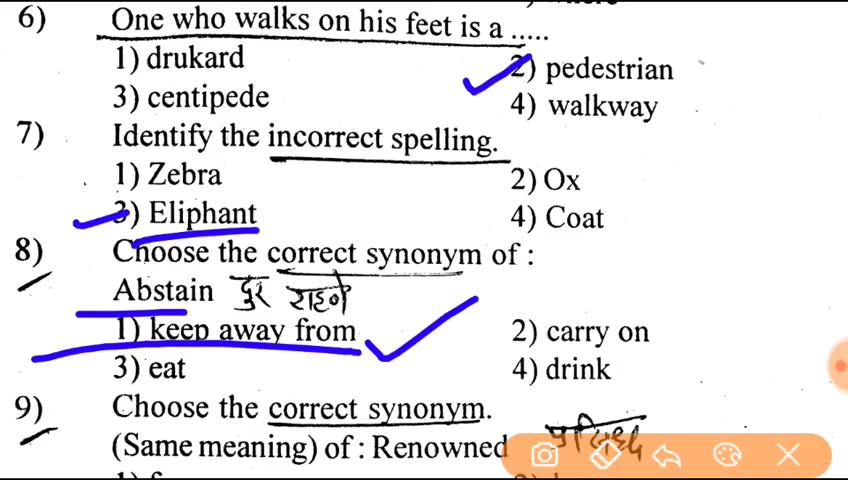 6) One who walks on his feet is a .....
1) drukard 2) pedestrian
3) centipede 4) walkway
7) Identify the incorrect spelling.
1) Zebra 2) Ox
3) Eliphant 4) Coat
8) Choose the correct synonym of :
Abstain दुर राहणे
1) keep away from 2) carry on
3) eat 4) drink
9) Choose the correct synonym.
(Same meaning) of : Renowned प्रसिद्ध